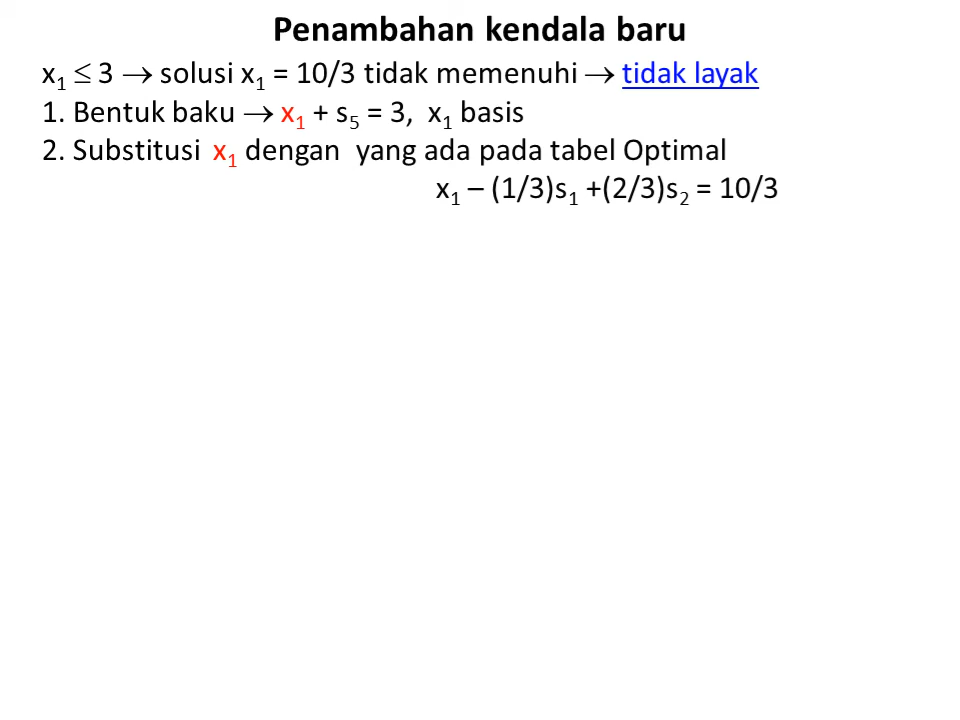 Penambahan kendala baru
x₁ ≤ 3 → solusi x₁ = 10/3 tidak memenuhi → tidak layak
1. Bentuk baku → x₁ + s₅ = 3, x₁ basis
2. Substitusi x₁ dengan yang ada pada tabel Optimal
x₁ – (1/3)s₁ +(2/3)s₂ = 10/3